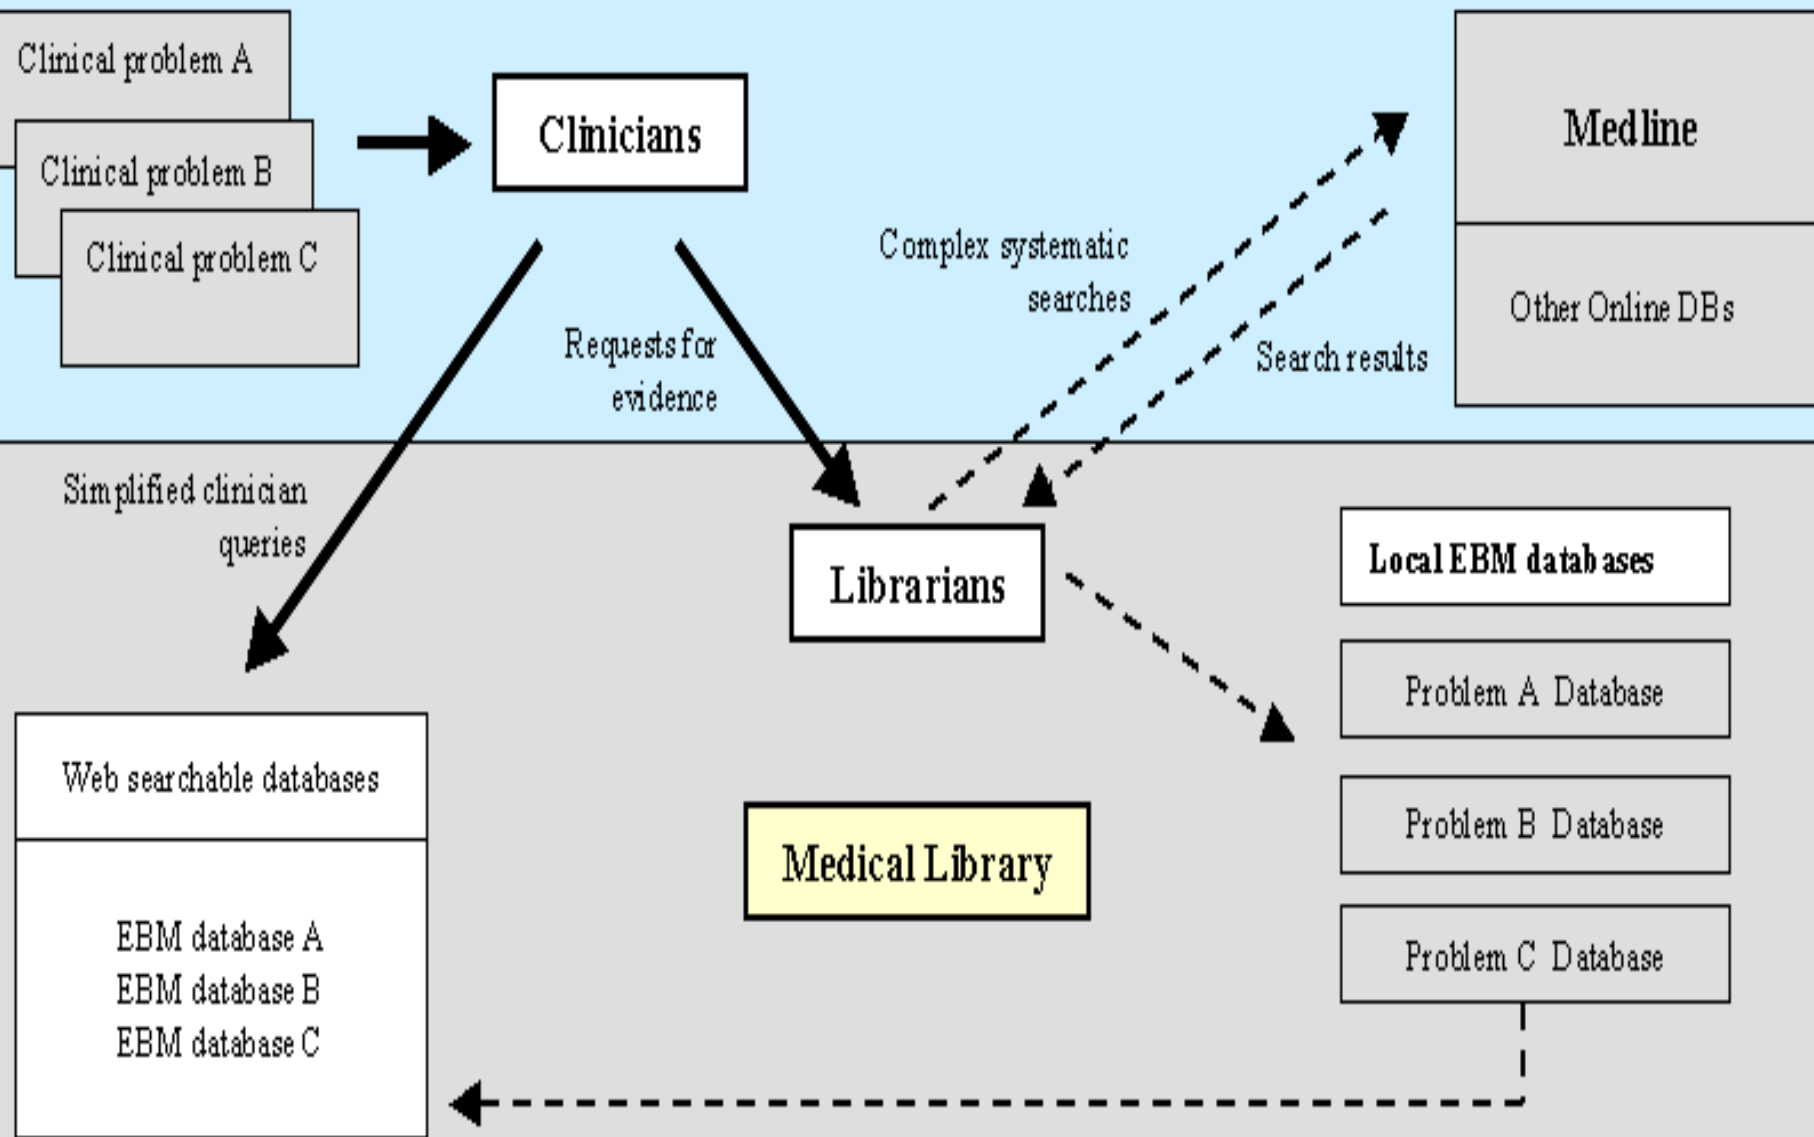 Clinical problem A
Clinical problem B
Clinical problem C
Clinicians
Medline
Other Online DBs
Complex systematic
searches
Search results
Requests for
evidence
Simplified clinician
queries
Librarians
Local EBM databases
Problem A Database
Problem B Database
Problem C Database
Web searchable databases
EBM database A
EBM database B
EBM database C
Medical Library